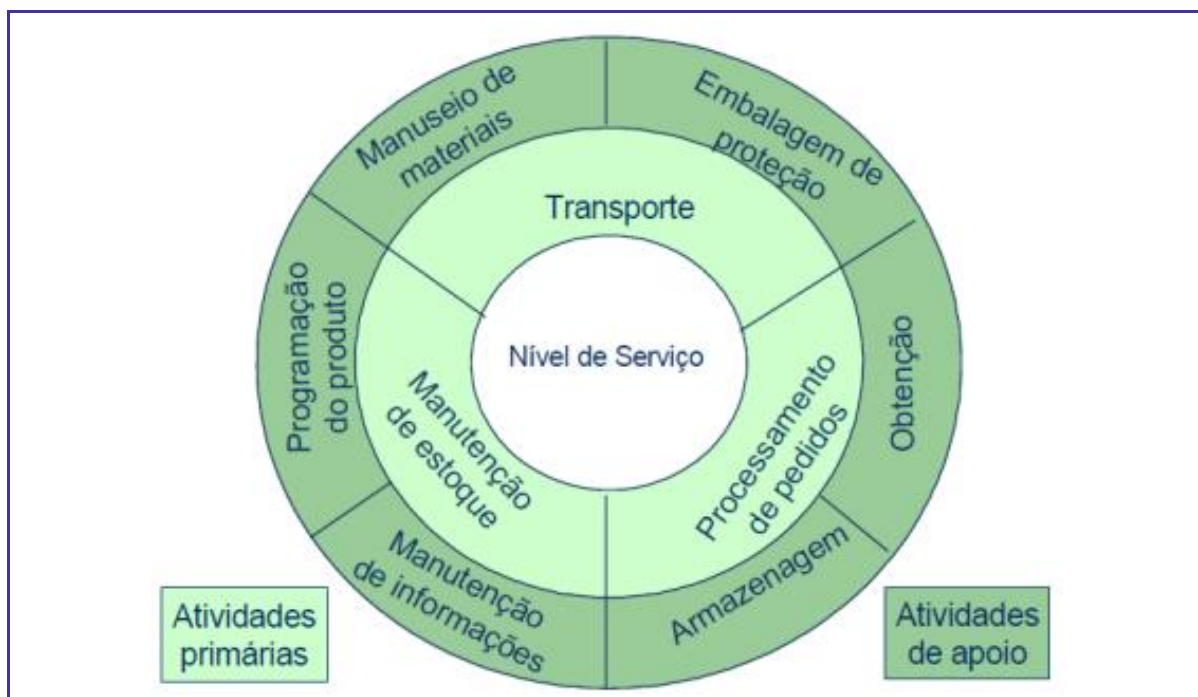 Manuseio de
materiais
Embalagem de
proteção
Transporte
Programação
do produto
Nível de Serviço
Obtenção
Manutenção
de estoque
Processamento
de pedidos
Manutenção
de informações
Armazenagem
Atividades
primárias
Atividades
de apoio